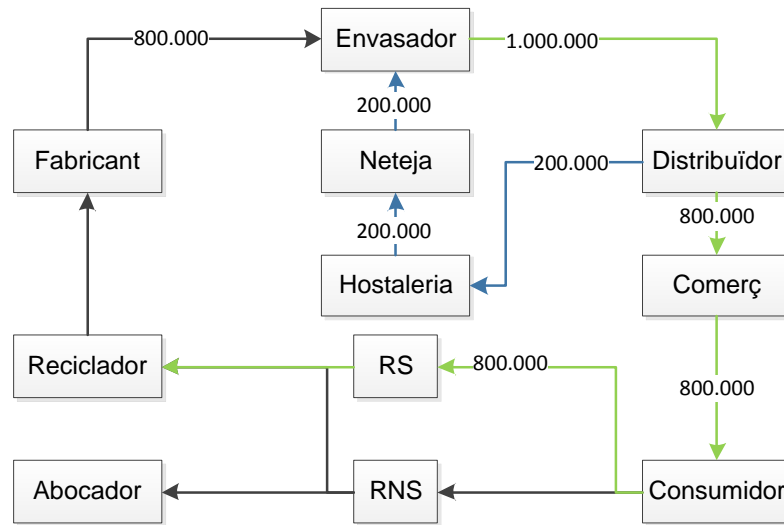 800.000
Envasador
1.000.000
200.000
Fabricant
Neteja
200.000
Distribuïdor
200.000
800.000
Hostaleria
Comerç
Reciclador
RS
800.000
800.000
Abocador
RNS
Consumidor